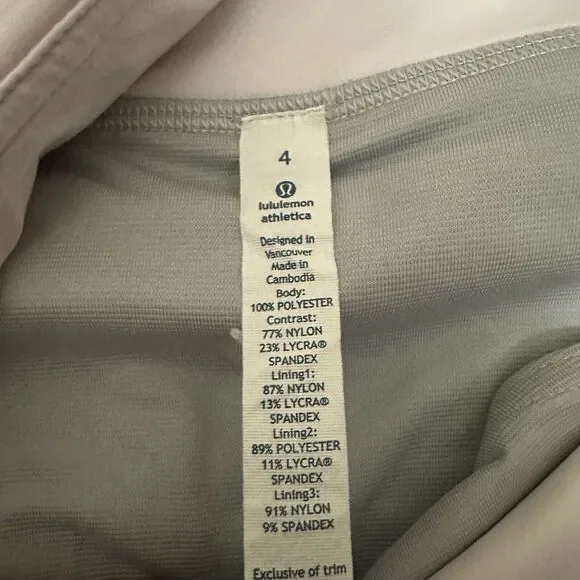 4
lululemon
athletica
Designed in
Vancouver
Made in
Cambodia
Body:
100% POLYESTER
Contrast:
77% NYLON
23% LYCRA®
SPANDEX
Lining1:
87% NYLON
13% LYCRA®
SPANDEX
Lining2:
89% POLYESTER
11% LYCRA®
SPANDEX
Lining3:
91% NYLON
9% SPANDEX
Exclusive of trim